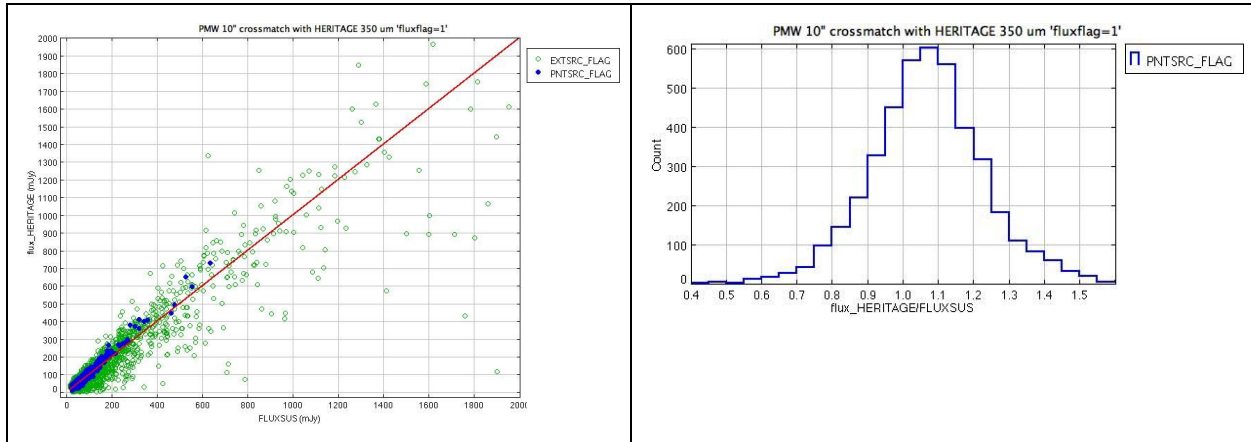 PMW 10" crossmatch with HERITAGE 350 um 'fluxflag=1'
2000
1900
1800
1700
1600
1500
1400
1300
1200
1100
1000
900
800
700
600
500
400
300
200
100
0
flux_HERITAGE (mJy)
0 200 400 600 800 1000 1200 1400 1600 1800 2000
FLUXSUS (mJy)
EXTSRC_FLAG
PNTSRC_FLAG
PMW 10" crossmatch with HERITAGE 350 um 'fluxflag=1'
600
500
400
300
200
100
0
Count
0.4 0.5 0.6 0.7 0.8 0.9 1.0 1.1 1.2 1.3 1.4 1.5
flux_HERITAGE/FLUXSUS
PNTSRC_FLAG